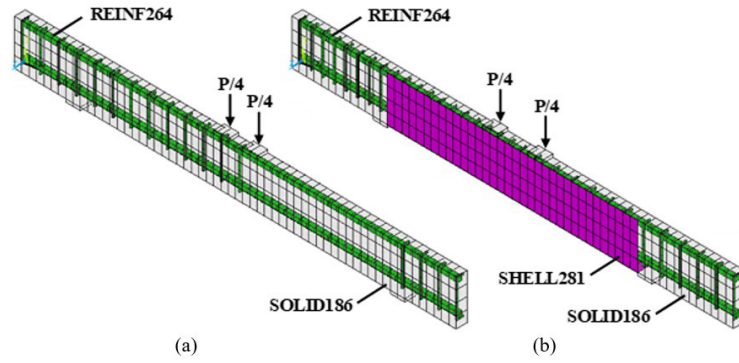 REINF264
P/4
P/4
SOLID186
(a)
REINF264
P/4
P/4
SHELL281
SOLID186
(b)